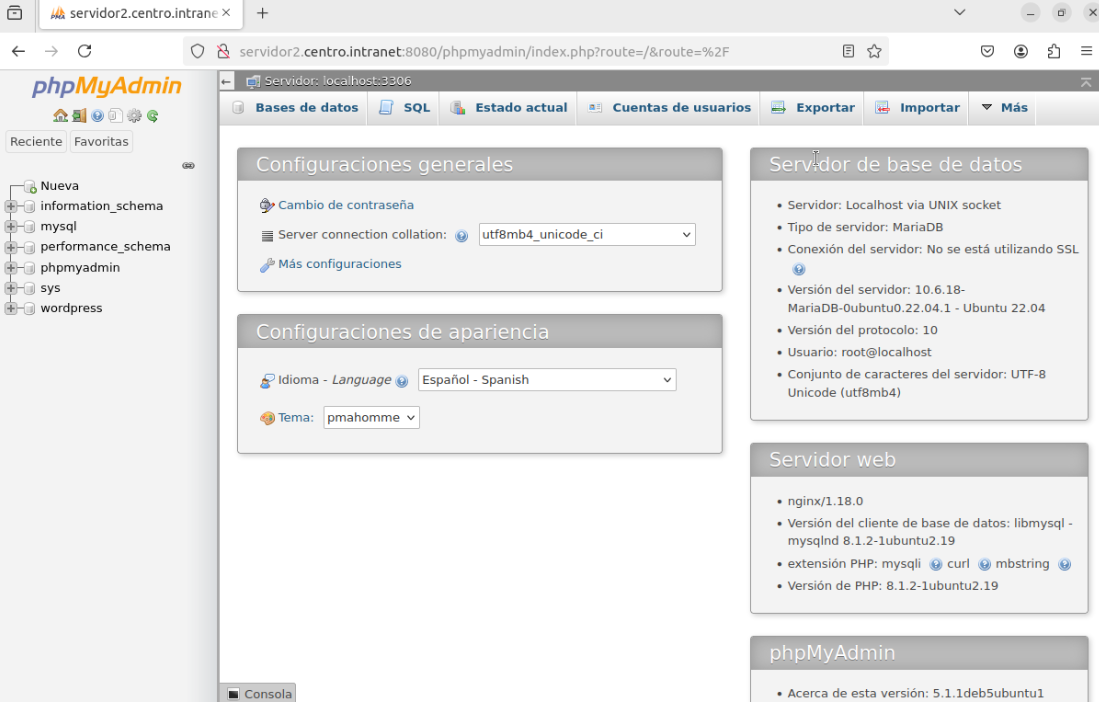 servidor2.centro.intrane
servidor2.centro.intranet:8080/phpmyadmin/index.php?route=/&route=%2F
phpMyAdmin
Reciente
Favoritas
Nueva
information_schema
mysql
performance_schema
phpmyadmin
sys
wordpress
Servidor: localhost:3306
Bases de datos
SQL
Estado actual
Cuentas de usuarios
Exportar
Importar
Más
Configuraciones generales
Cambio de contraseña
Server connection collation:
utf8mb4_unicode_ci
Más configuraciones
Configuraciones de apariencia
Idioma - Language
Español - Spanish
Tema:
pmahomme
Servidor de base de datos
Servidor: Localhost via UNIX socket
Tipo de servidor: MariaDB
Conexión del servidor: No se está utilizando SSL
Versión del servidor: 10.6.18-
MariaDB-0ubuntu0.22.04.1 - Ubuntu 22.04
Versión del protocolo: 10
Usuario: root@localhost
Conjunto de caracteres del servidor: UTF-8
Unicode (utf8mb4)
Servidor web
nginx/1.18.0
Versión del cliente de base de datos: libmysql -
mysqlnd 8.1.2-1ubuntu2.19
extensión PHP: mysqli curl mbstring
Versión de PHP: 8.1.2-1ubuntu2.19
phpMyAdmin
Acerca de esta versión: 5.1.1deb5ubuntu1
Consola